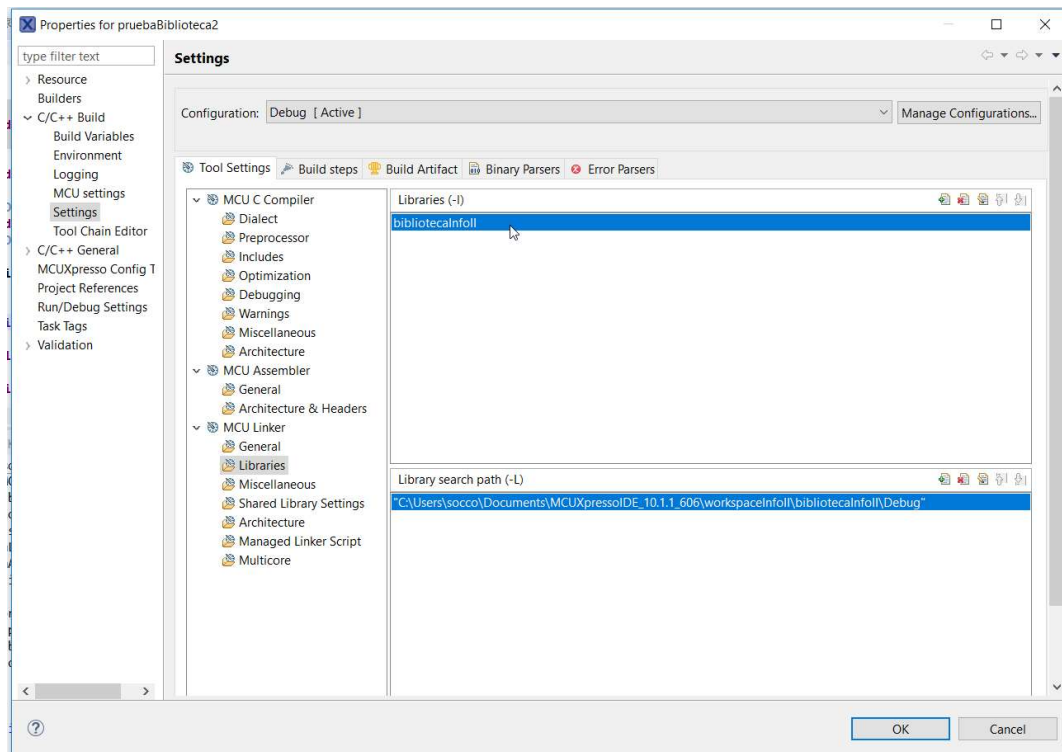 Properties for pruebaBiblioteca2
type filter text
Settings
Resource
Builders
C/C++ Build
Build Variables
Environment
Logging
MCU settings
Settings
Tool Chain Editor
C/C++ General
MCUXpresso Config T
Project References
Run/Debug Settings
Task Tags
Validation
Configuration: Debug [ Active ]
Manage Configurations...
Tool Settings Build steps Build Artifact Binary Parsers Error Parsers
MCU C Compiler
Dialect
Preprocessor
Includes
Optimization
Debugging
Warnings
Miscellaneous
Architecture
MCU Assembler
General
Architecture & Headers
MCU Linker
General
Libraries
Miscellaneous
Shared Library Settings
Architecture
Managed Linker Script
Multicore
Libraries (-l)
bibliotecaInfoII
Library search path (-L)
"C:\Users\socco\Documents\MCUXpressoIDE_10.1.1_606\workspaceInfoII\bibliotecaInfoII\Debug"
OK Cancel